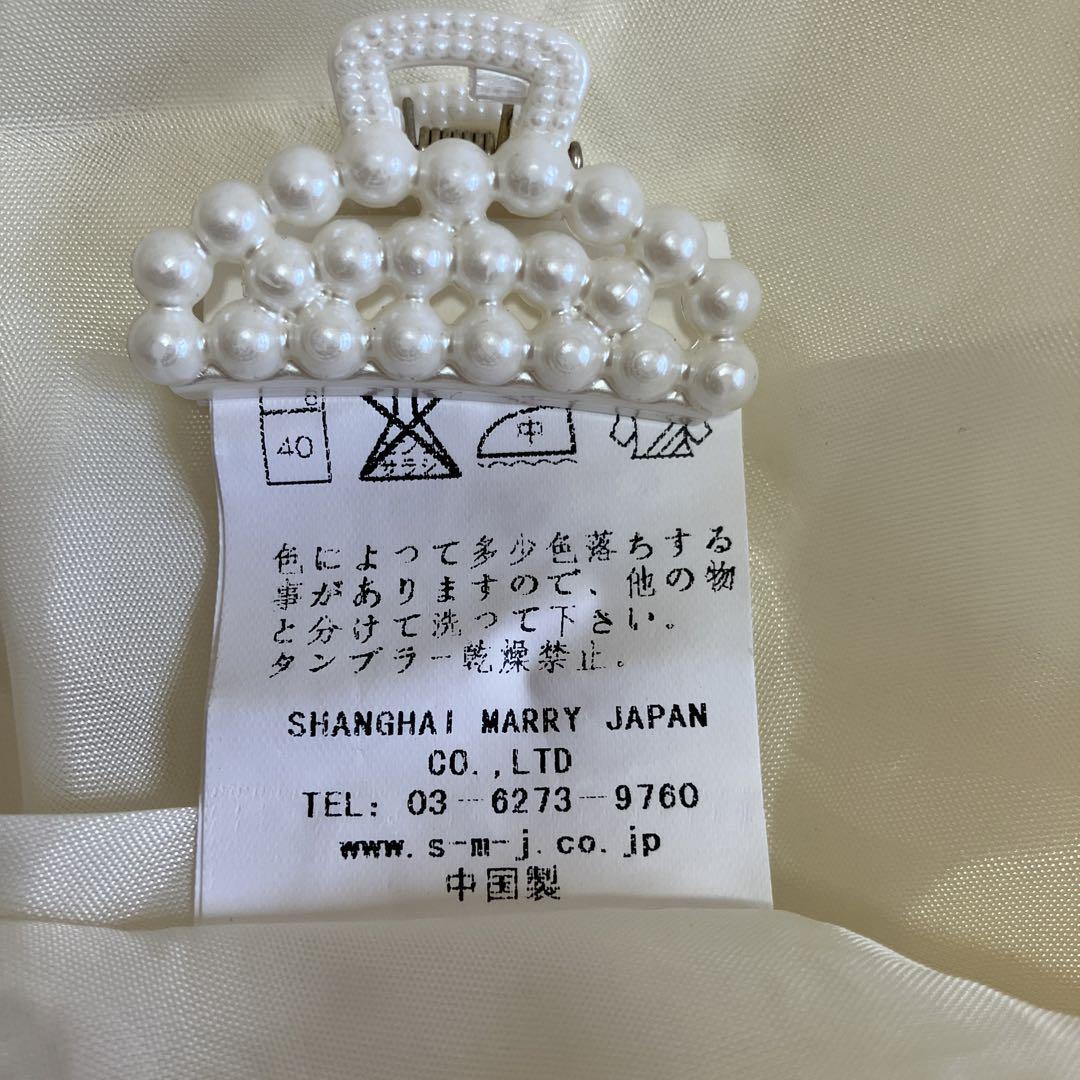 40
サラシ
中
色によって多少色落ちする
事がありますので、他の物
と分けて洗って下さい。
タンブラー乾燥禁止。
SHANGHAI MARRY JAPAN
CO.,LTD
TEL: 03-6273-9760
www.s-m-j.co.jp
中国製